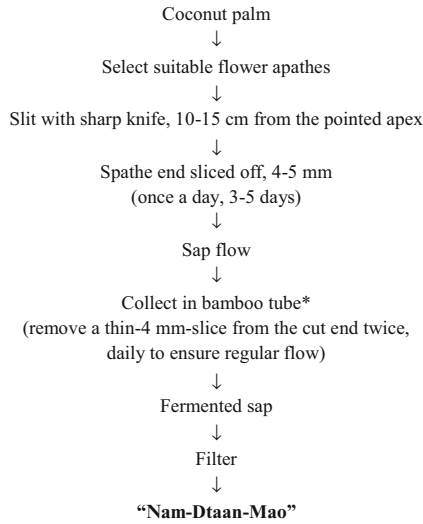 Coconut palm
↓
Select suitable flower apathes
↓
Slit with sharp knife, 10-15 cm from the pointed apex
↓
Spathe end sliced off, 4-5 mm
(once a day, 3-5 days)
↓
Sap flow
↓
Collect in bamboo tube*
(remove a thin-4 mm-slice from the cut end twice,
daily to ensure regular flow)
↓
Fermented sap
↓
Filter
↓
“Nam-Dtaan-Mao”